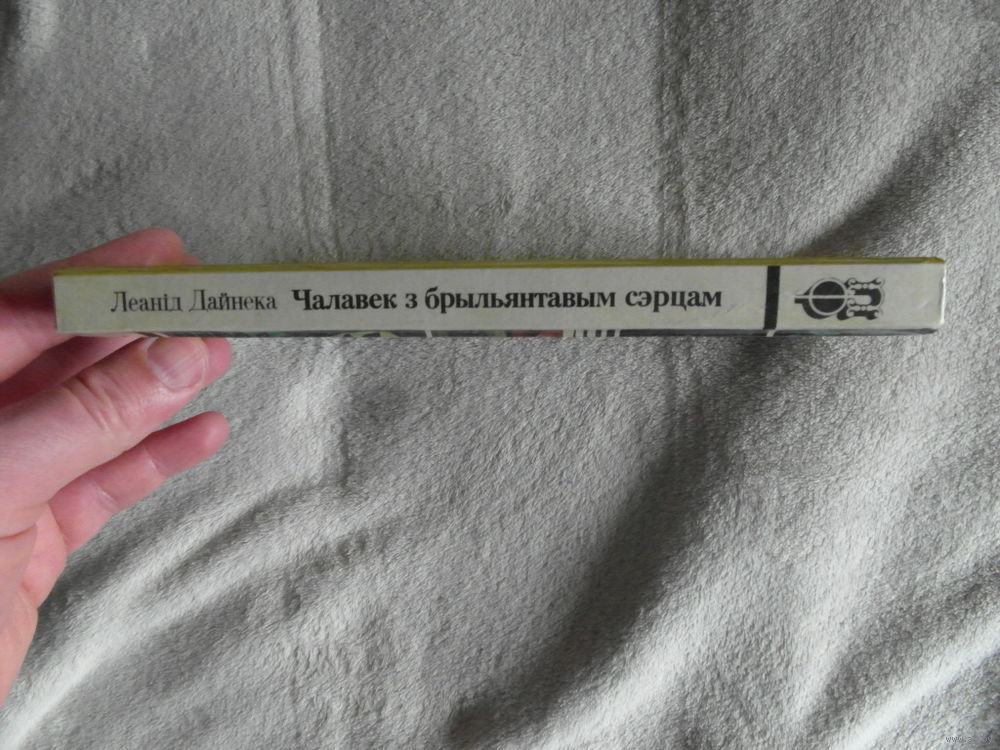 Леанід Дайнека Чалавек з брыльянтавым сэрцам